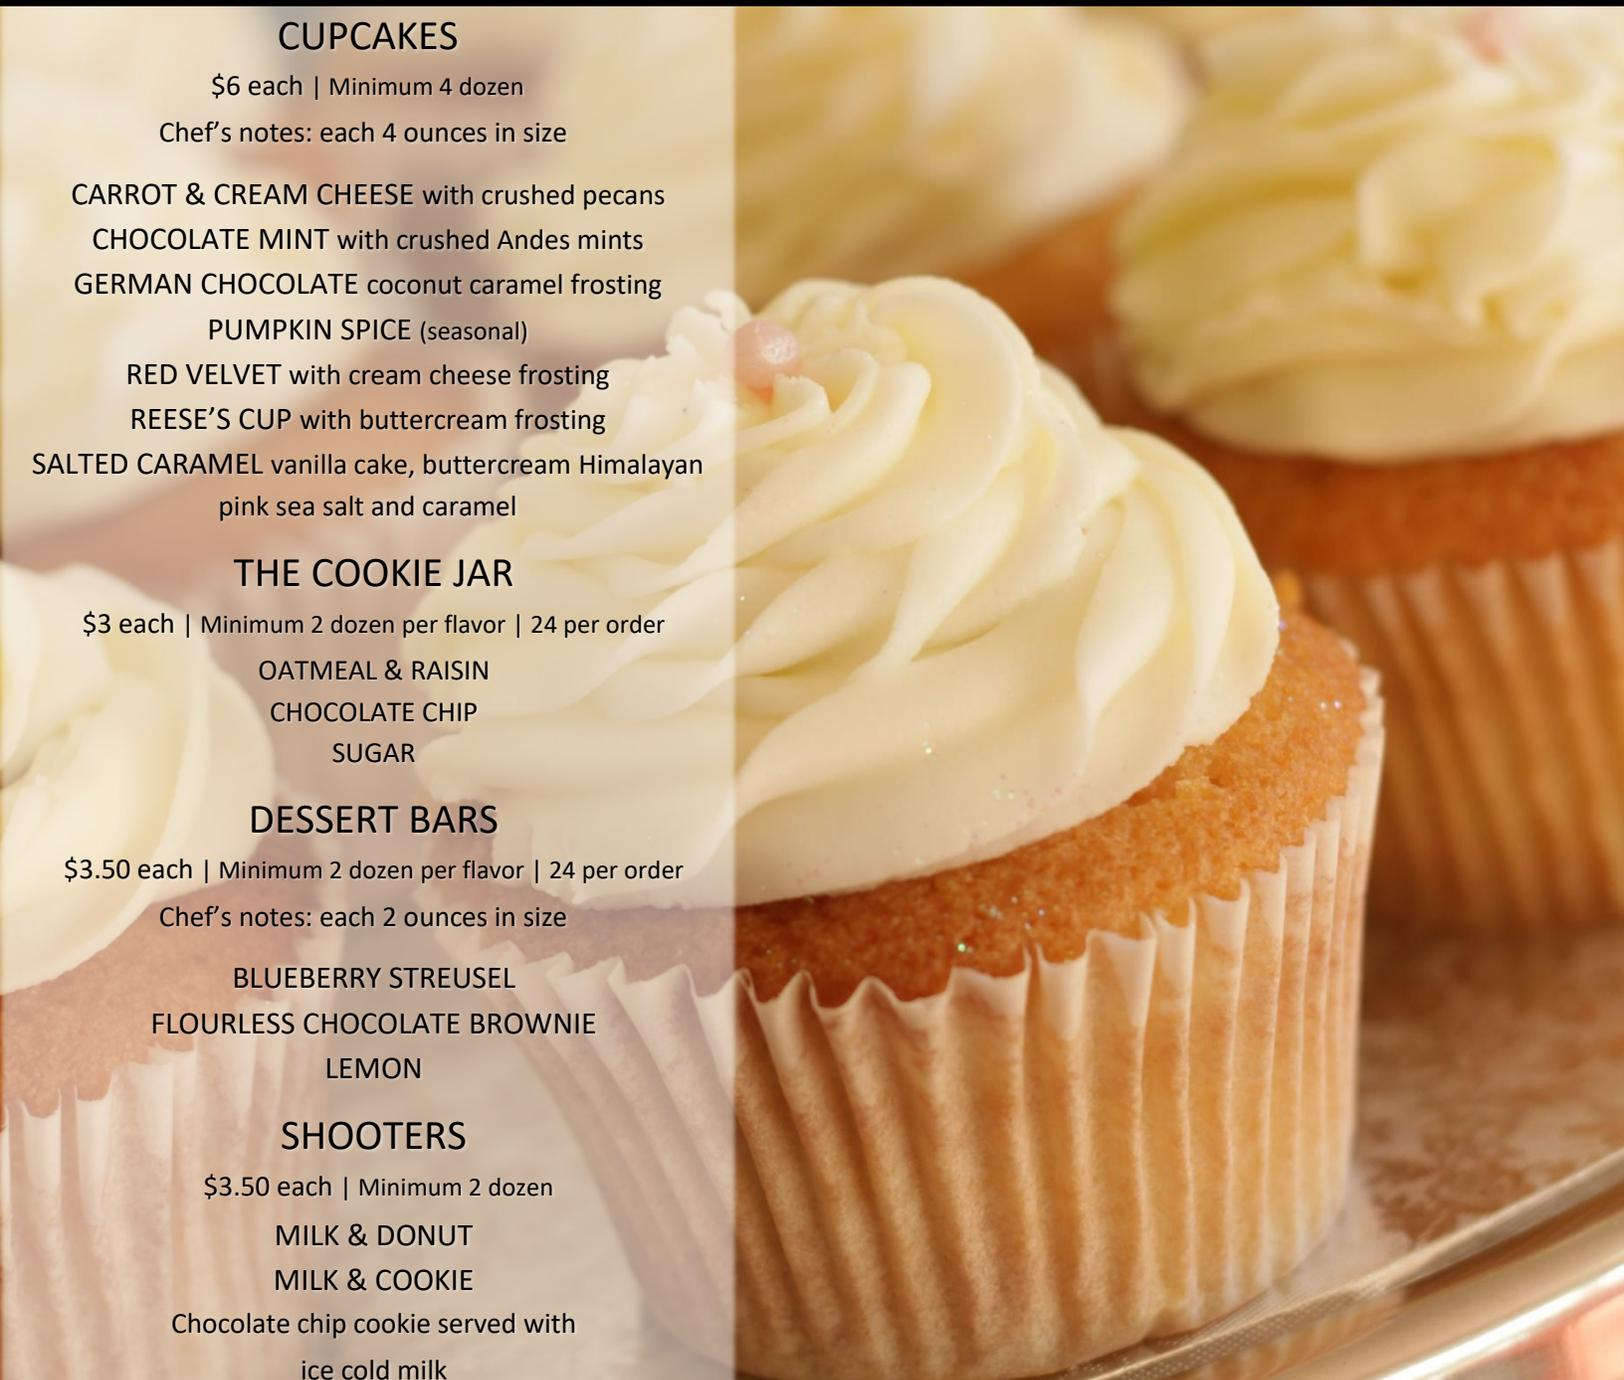 CUPCAKES
$6 each | Minimum 4 dozen
Chef’s notes: each 4 ounces in size
CARROT & CREAM CHEESE with crushed pecans
CHOCOLATE MINT with crushed Andes mints
GERMAN CHOCOLATE coconut caramel frosting
PUMPKIN SPICE (seasonal)
RED VELVET with cream cheese frosting
REESE’S CUP with buttercream frosting
SALTED CARAMEL vanilla cake, buttercream Himalayan
pink sea salt and caramel
THE COOKIE JAR
$3 each | Minimum 2 dozen per flavor | 24 per order
OATMEAL & RAISIN
CHOCOLATE CHIP
SUGAR
DESSERT BARS
$3.50 each | Minimum 2 dozen per flavor | 24 per order
Chef’s notes: each 2 ounces in size
BLUEBERRY STREUSEL
FLOURLESS CHOCOLATE BROWNIE
LEMON
SHOOTERS
$3.50 each | Minimum 2 dozen
MILK & DONUT
MILK & COOKIE
Chocolate chip cookie served with
ice cold milk